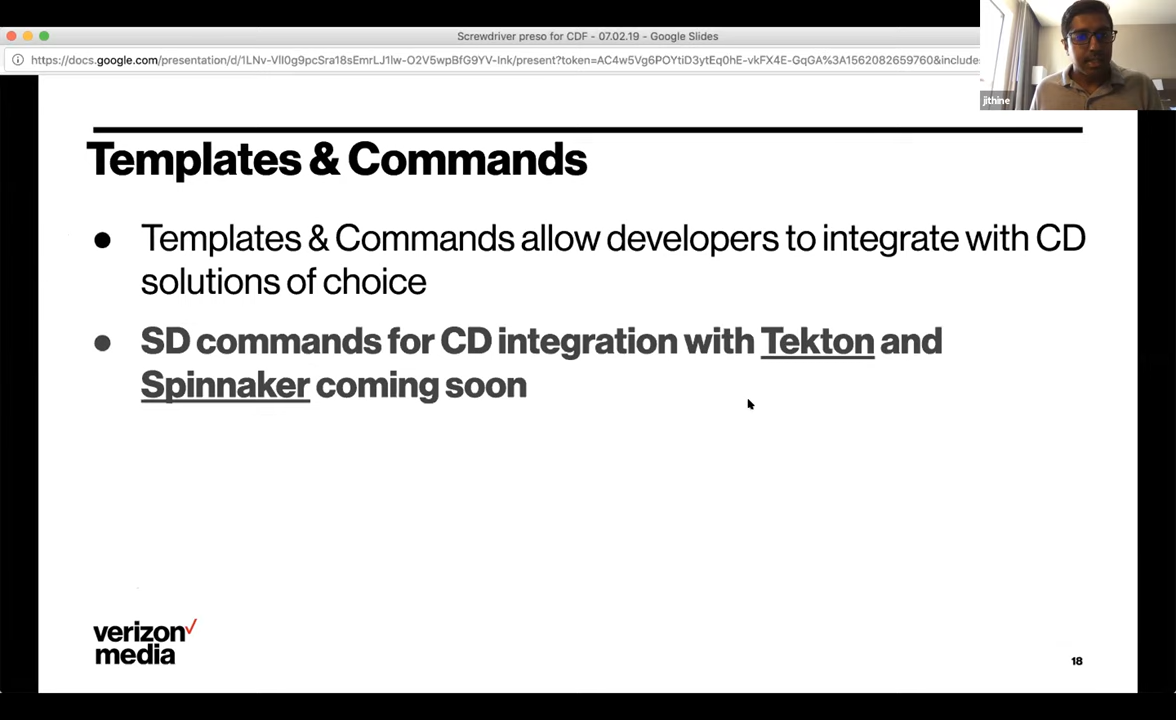 Screwdriver preso for CDF - 07.02.19 - Google Slides
jithine
Templates & Commands
● Templates & Commands allow developers to integrate with CD
solutions of choice
● SD commands for CD integration with Tekton and
Spinnaker coming soon
verizon✓
media
18